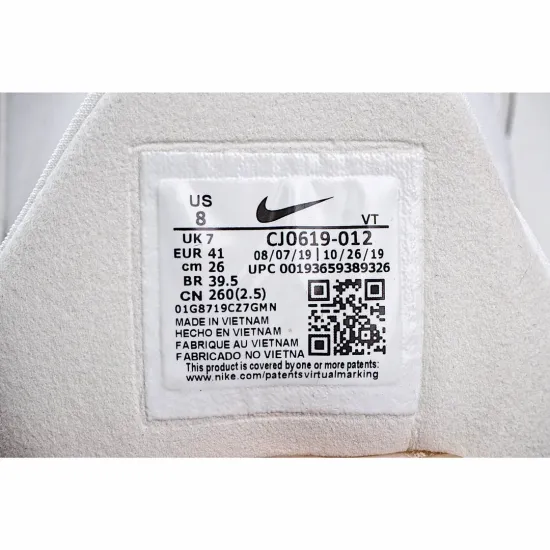 US
8
VT
UK 7
CJ0619-012
EUR 41
08/07/19 | 10/26/19
cm 26
UPC 00193659389326
BR 39.5
CN 260(2.5)
01G8719CZ7GMN
MADE IN VIETNAM
HECHO EN VIETNAM
FABRIQUE AU VIETNAM
FABRICADO NO VIETNA
This product is covered by one or more patents:
www.nike.com/patentsvirtualmarking